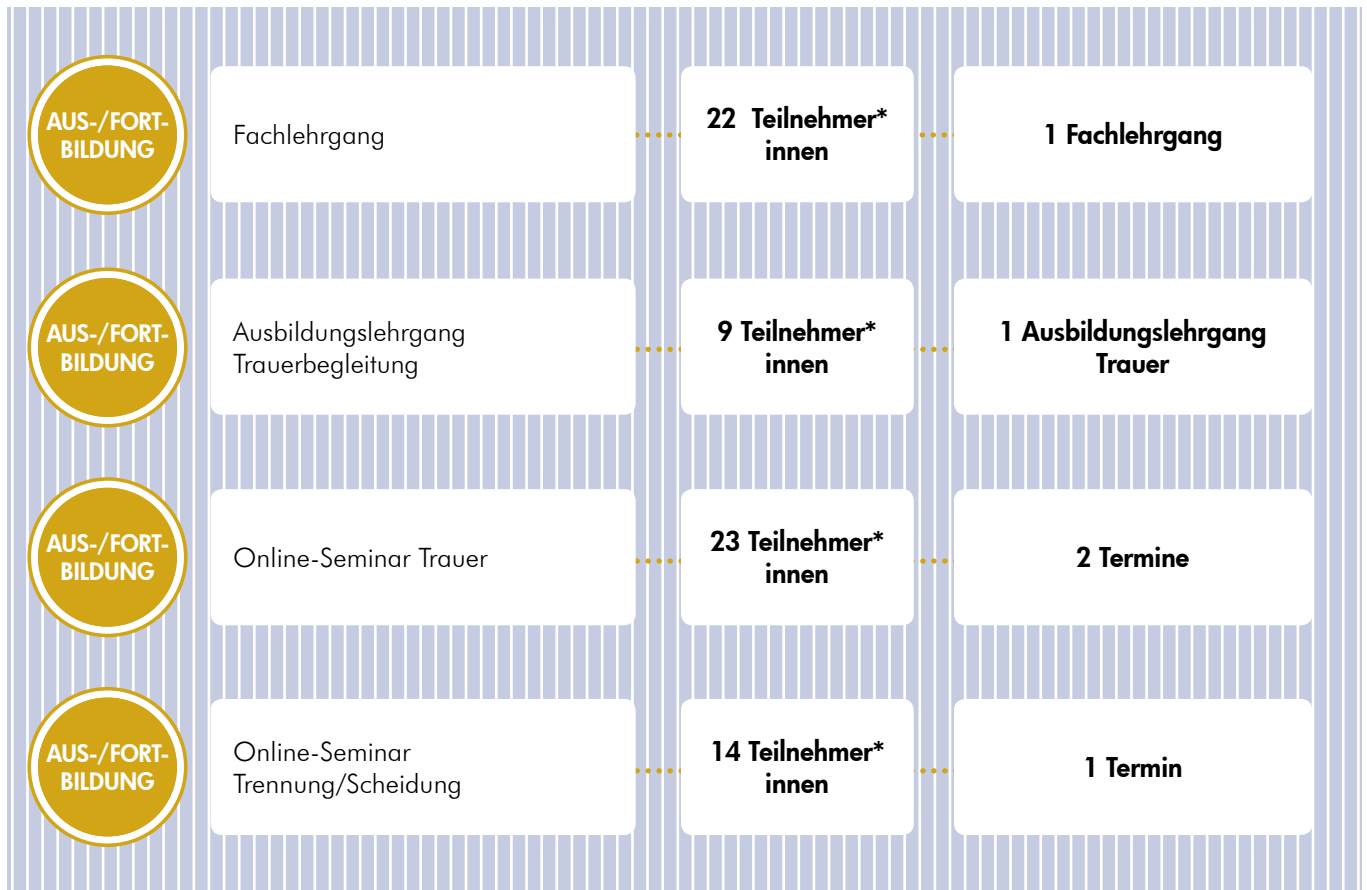 AUS-/FORT-
BILDUNG
Fachlehrgang
22 Teilnehmer*
innen
1 Fachlehrgang
AUS-/FORT-
BILDUNG
Ausbildungslehrgang
Trauerbegleitung
9 Teilnehmer*
innen
1 Ausbildungslehrgang
Trauer
AUS-/FORT-
BILDUNG
Online-Seminar Trauer
23 Teilnehmer*
innen
2 Termine
AUS-/FORT-
BILDUNG
Online-Seminar
Trennung/Scheidung
14 Teilnehmer*
innen
1 Termin